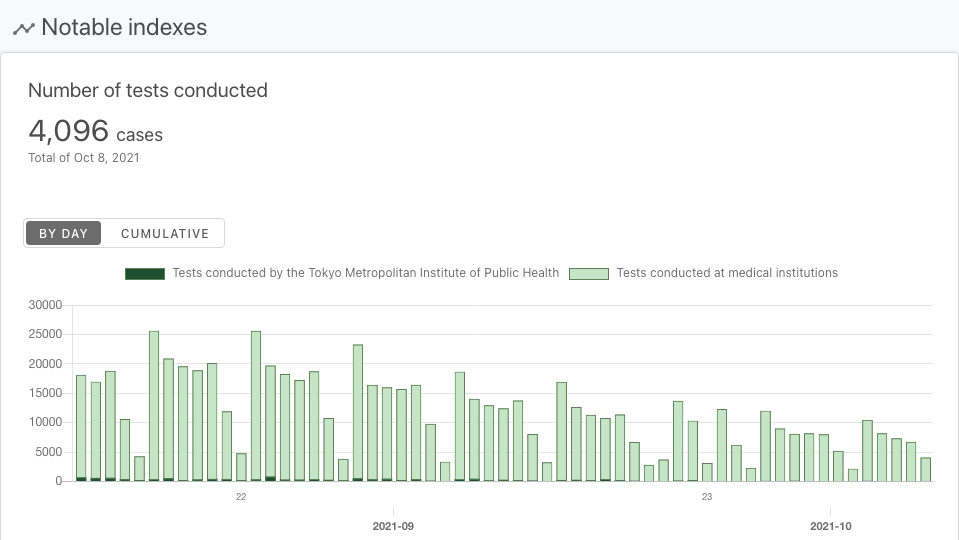 Notable indexes
Number of tests conducted
4,096 cases
Total of Oct 8, 2021
BY DAY CUMULATIVE
Tests conducted by the Tokyo Metropolitan Institute of Public Health Tests conducted at medical institutions
30000
25000
20000
15000
10000
5000
0
22 23
2021-09 2021-10